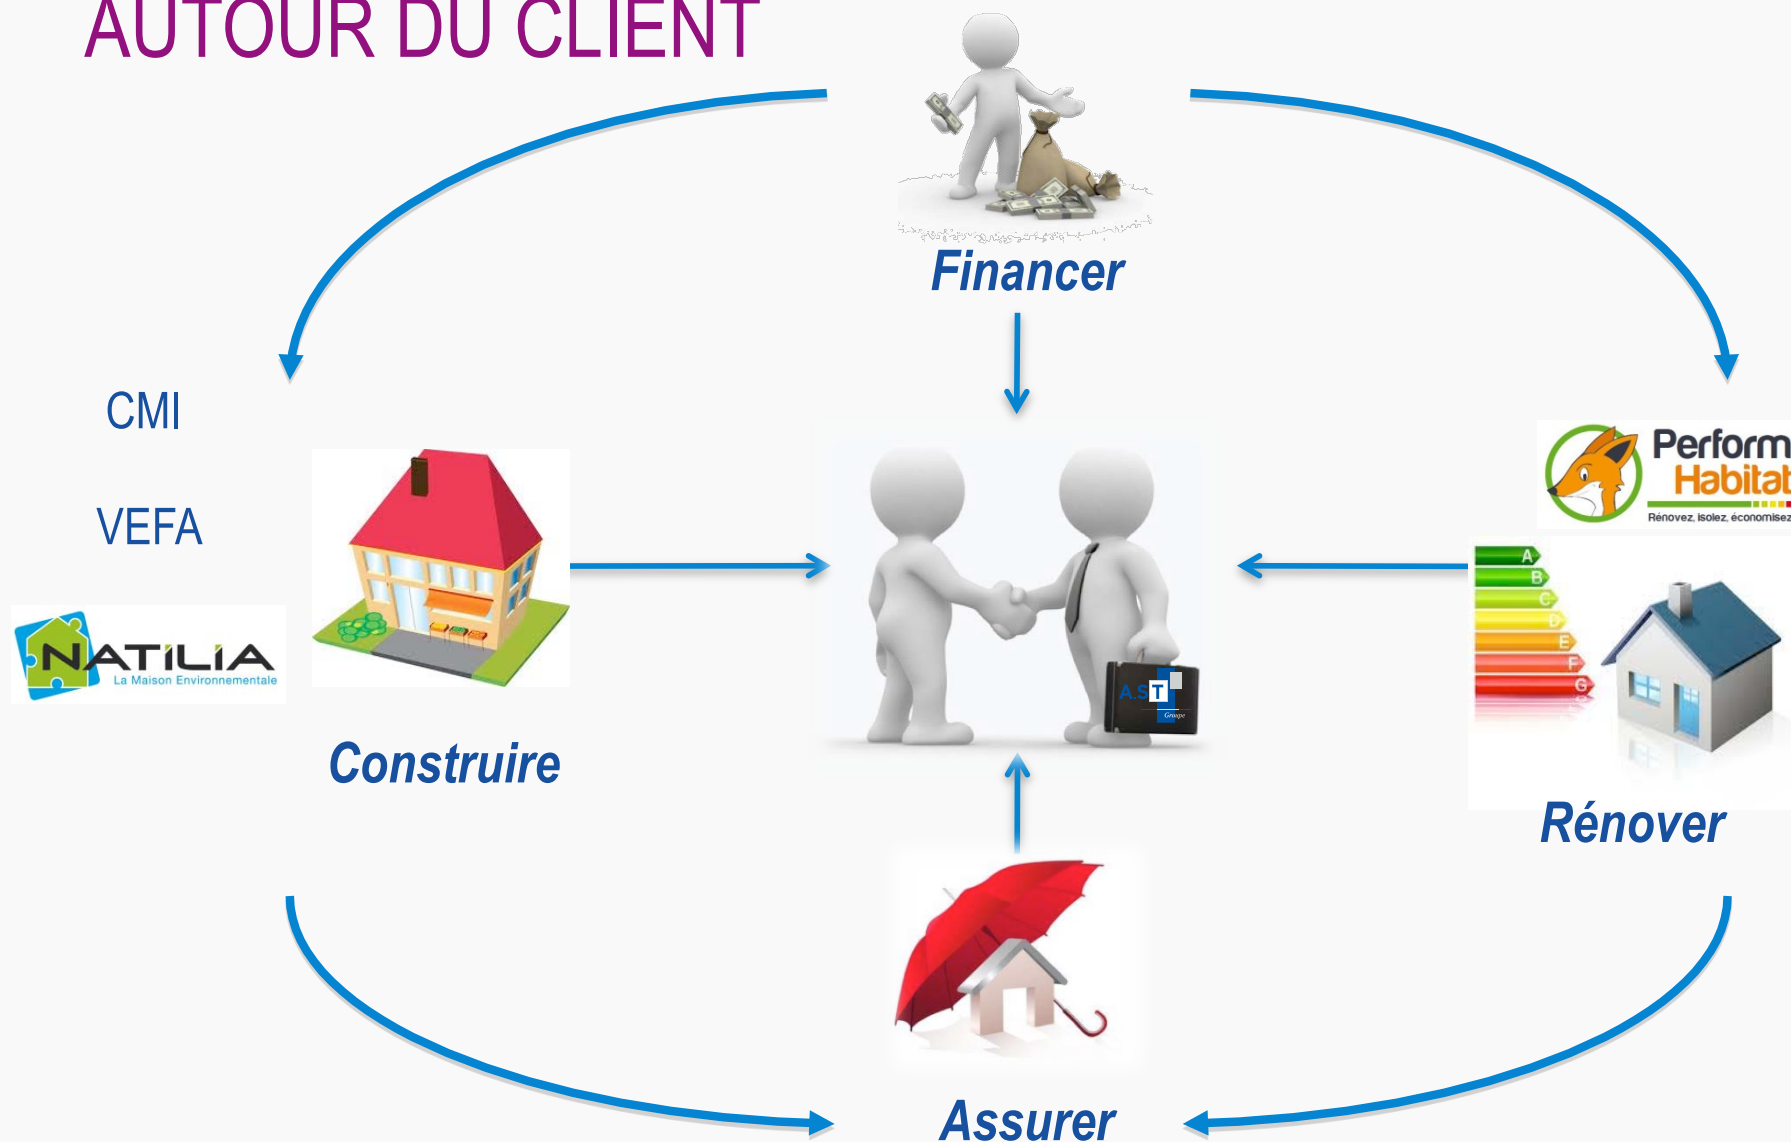 AUTOUR DU CLIENT
Financer
CMI
VEFA
NATILIA
La Maison Environnementale
Construire
A.S T
Groupe
Perform
Habitat
Rénovez, isolez, économisez
A
B
C
D
E
F
G
Rénover
Assurer